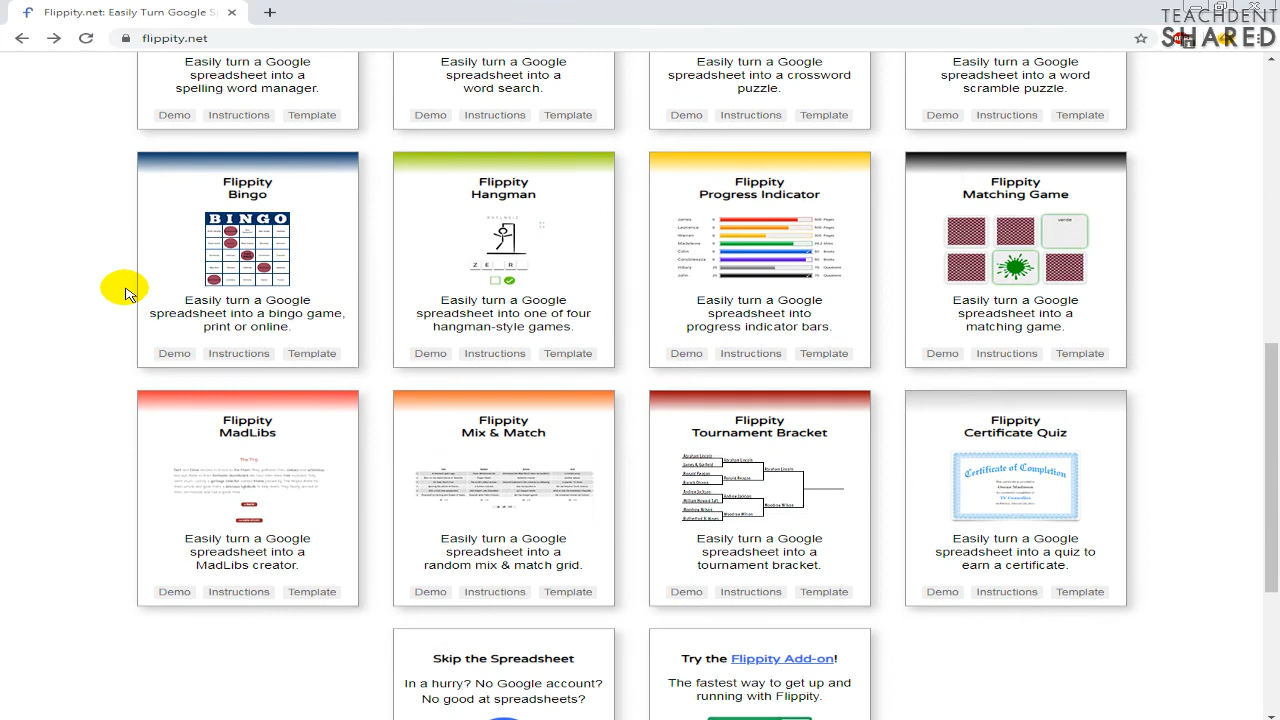 Flippity.net: Easily Turn Google S
TEACHDENT
SHARED
flippity.net
Easily turn a Google
spreadsheet into a
spelling word manager.
Demo Instructions Template
Easily turn a Google
spreadsheet into a
word search.
Demo Instructions Template
Easily turn a Google
spreadsheet into a crossword
puzzle.
Demo Instructions Template
Easily turn a Google
spreadsheet into a word
scramble puzzle.
Demo Instructions Template
Flippity
Bingo
BINGO
Easily turn a Google
spreadsheet into a bingo game,
print or online.
Demo Instructions Template
Flippity
Hangman
Z E R
Easily turn a Google
spreadsheet into one of four
hangman-style games.
Demo Instructions Template
Flippity
Progress Indicator
Easily turn a Google
spreadsheet into
progress indicator bars.
Demo Instructions Template
Flippity
Matching Game
verde
Easily turn a Google
spreadsheet into a
matching game.
Demo Instructions Template
Flippity
MadLibs
The Trip
Easily turn a Google
spreadsheet into a
MadLibs creator.
Demo Instructions Template
Flippity
Mix & Match
Easily turn a Google
spreadsheet into a
random mix & match grid.
Demo Instructions Template
Flippity
Tournament Bracket
Easily turn a Google
spreadsheet into a
tournament bracket.
Demo Instructions Template
Flippity
Certificate Quiz
Certificate of Completion
Easily turn a Google
spreadsheet into a quiz to
earn a certificate.
Demo Instructions Template
Skip the Spreadsheet
In a hurry? No Google account?
No good at spreadsheets?
Try the Flippity Add-on!
The fastest way to get up and
running with Flippity.